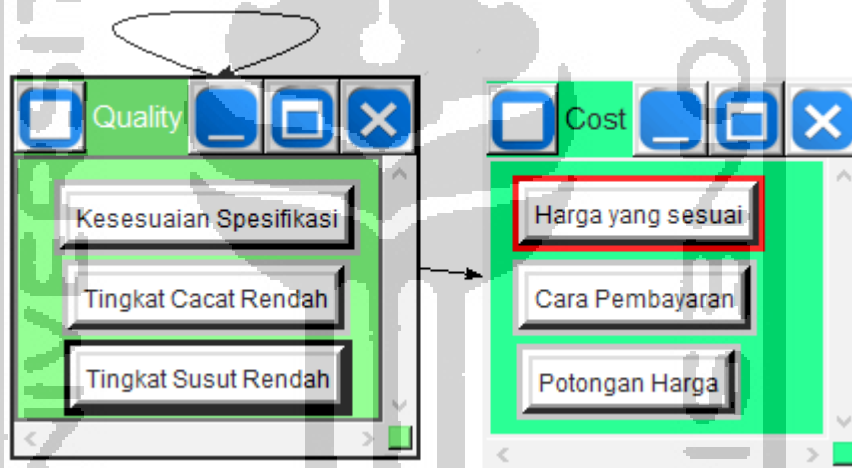 Quality
Kesesuaian Spesifikasi
Tingkat Cacat Rendah
Tingkat Susut Rendah
Cost
Harga yang sesuai
Cara Pembayaran
Potongan Harga